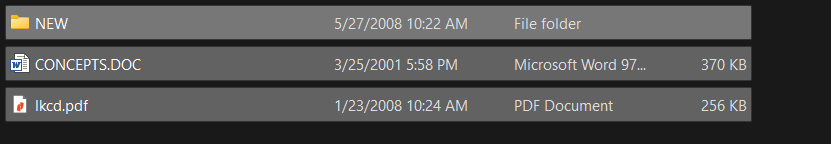 NEW 5/27/2008 10:22 AM File folder
CONCEPTS.DOC 3/25/2001 5:58 PM Microsoft Word 97... 370 KB
lkcd.pdf 1/23/2008 10:24 AM PDF Document 256 KB